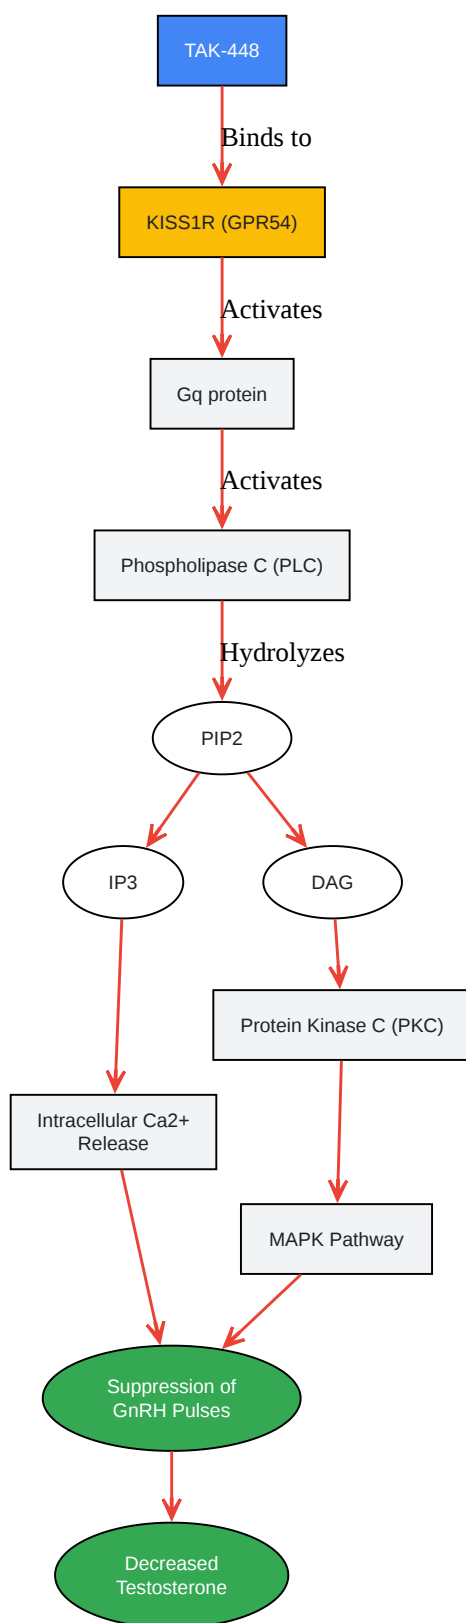 TAK-448
Binds to
KISS1R (GPR54)
Activates
Gq protein
Activates
Phospholipase C (PLC)
Hydrolyzes
PIP2
IP3
DAG
Protein Kinase C (PKC)
Intracellular Ca2+
Release
MAPK Pathway
Suppression of
GnRH Pulses
Decreased
Testosterone